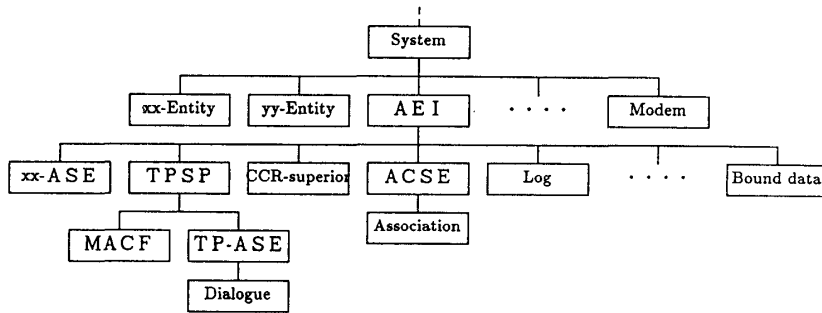 System
xx-Entity yy-Entity A E I . . . . Modem
xx-A S E T P S P CCR-superior A C S E Log . . . . Bound data
M A C F T P - A S E Association
Dialogue